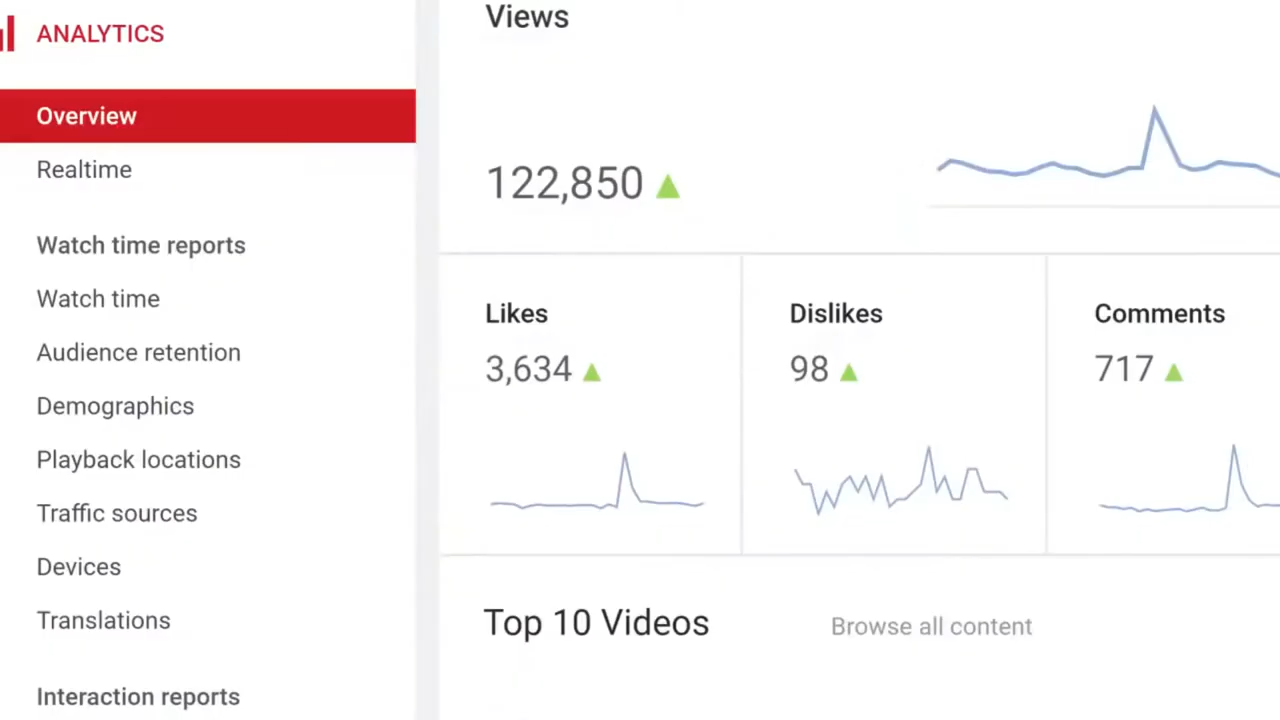 ANALYTICS
Overview
Realtime
Watch time reports
Watch time
Audience retention
Demographics
Playback locations
Traffic sources
Devices
Translations
Interaction reports
Views
122,850
Likes
3,634
Dislikes
98
Comments
717
Top 10 Videos
Browse all content